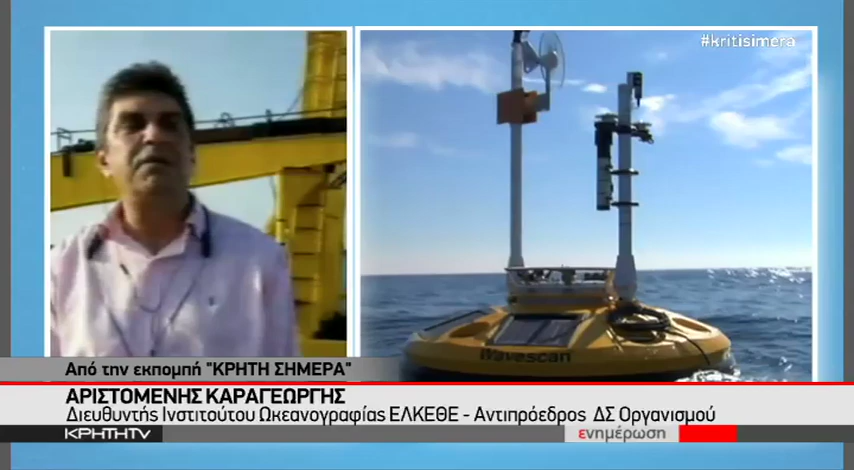 #kritisimera
Wavescan
Από την εκπομπή "ΚΡΗΤΗ ΣΗΜΕΡΑ"
ΑΡΙΣΤΟΜΕΝΗΣ ΚΑΡΑΓΕΩΡΓΗΣ
Διευθυντής Ινστιτούτου Ωκεανογραφίας ΕΛΚΕΘΕ - Αντιπρόεδρος ΔΣ Οργανισμού
ΚΡΗΤΗTV
ενημέρωση